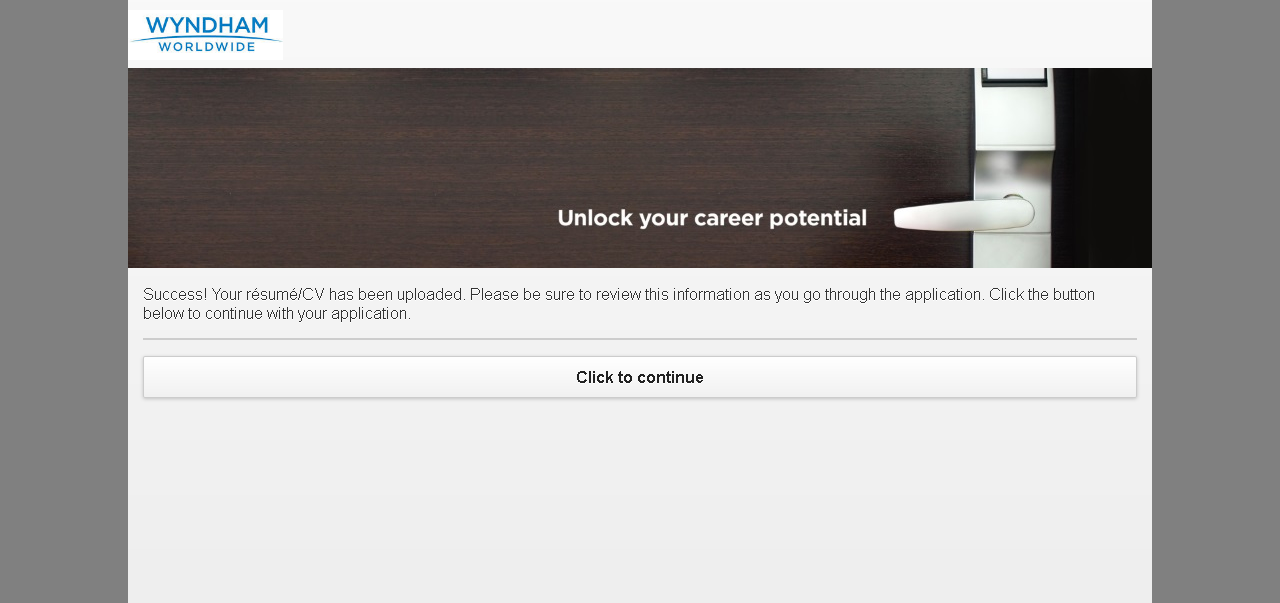 WYNDHAM
WORLDWIDE
Unlock your career potential
Success! Your résumé/CV has been uploaded. Please be sure to review this information as you go through the application. Click the button
below to continue with your application.
Click to continue